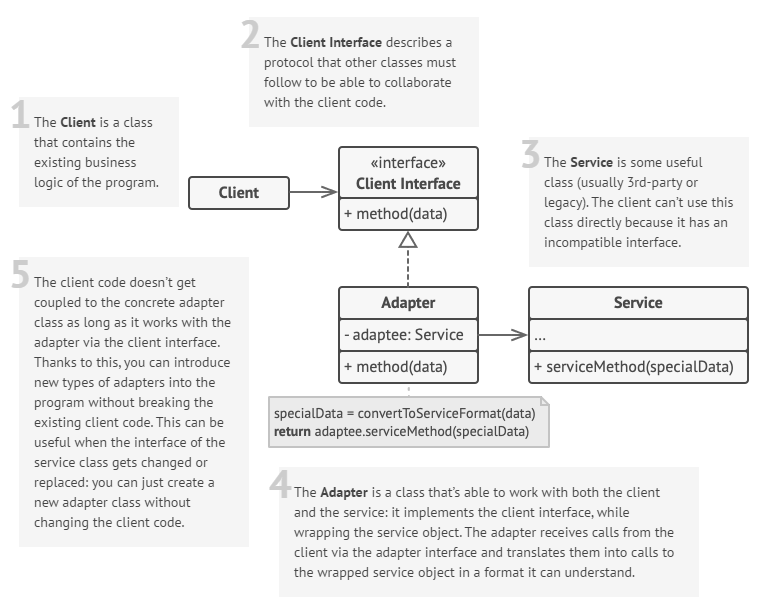 1
The Client is a class
that contains the
existing business
logic of the program.
2
The Client Interface describes a
protocol that other classes must
follow to be able to collaborate
with the client code.
3
The Service is some useful
class (usually 3rd-party or
legacy). The client can’t use this
class directly because it has an
incompatible interface.
Client
«interface»
Client Interface
+ method(data)
Adapter
- adaptee: Service
+ method(data)
Service
...
+ serviceMethod(specialData)
specialData = convertToServiceFormat(data)
return adaptee.serviceMethod(specialData)
4
The Adapter is a class that’s able to work with both the client
and the service: it implements the client interface, while
wrapping the service object. The adapter receives calls from the
client via the adapter interface and translates them into calls to
the wrapped service object in a format it can understand.
5
The client code doesn’t get
coupled to the concrete adapter
class as long as it works with the
adapter via the client interface.
Thanks to this, you can introduce
new types of adapters into the
program without breaking the
existing client code. This can be
useful when the interface of the
service class gets changed or
replaced: you can just create a
new adapter class without
changing the client code.